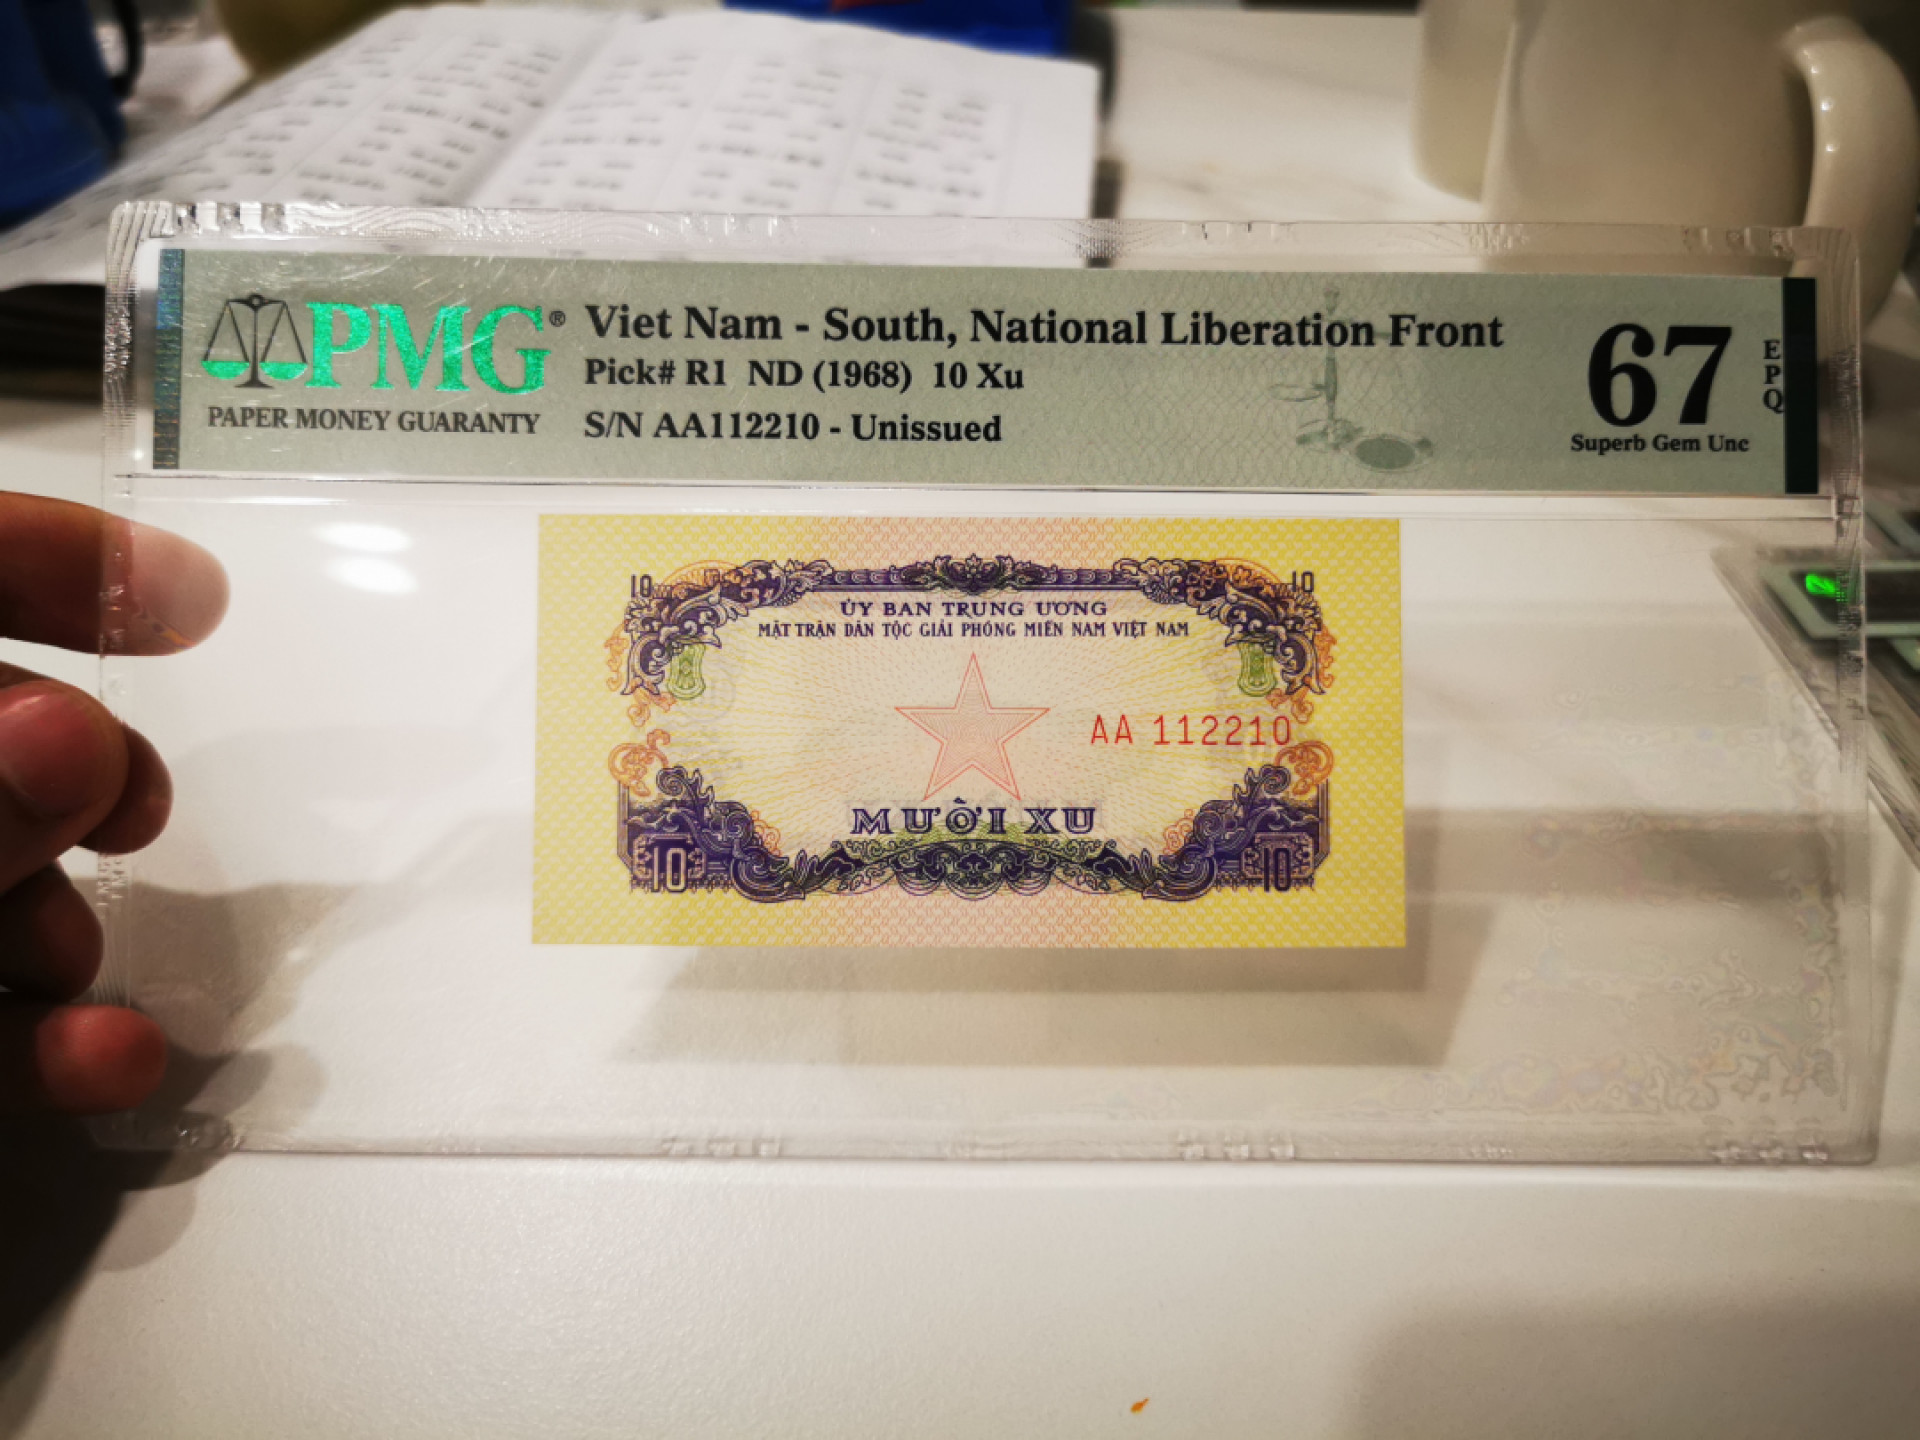 PMG®
PAPER MONEY GUARANTY
Viet Nam - South, National Liberation Front
Pick# R1 ND (1968) 10 Xu
S/N AA112210 - Unissued
67
EPQ
Superb Gem Unc
10
10
ỦY BAN TRUNG ƯƠNG
MẶT TRẬN DÂN TỘC GIẢI PHÓNG MIỀN NAM VIỆT NAM
AA 112210
MƯỜI XU
10
10